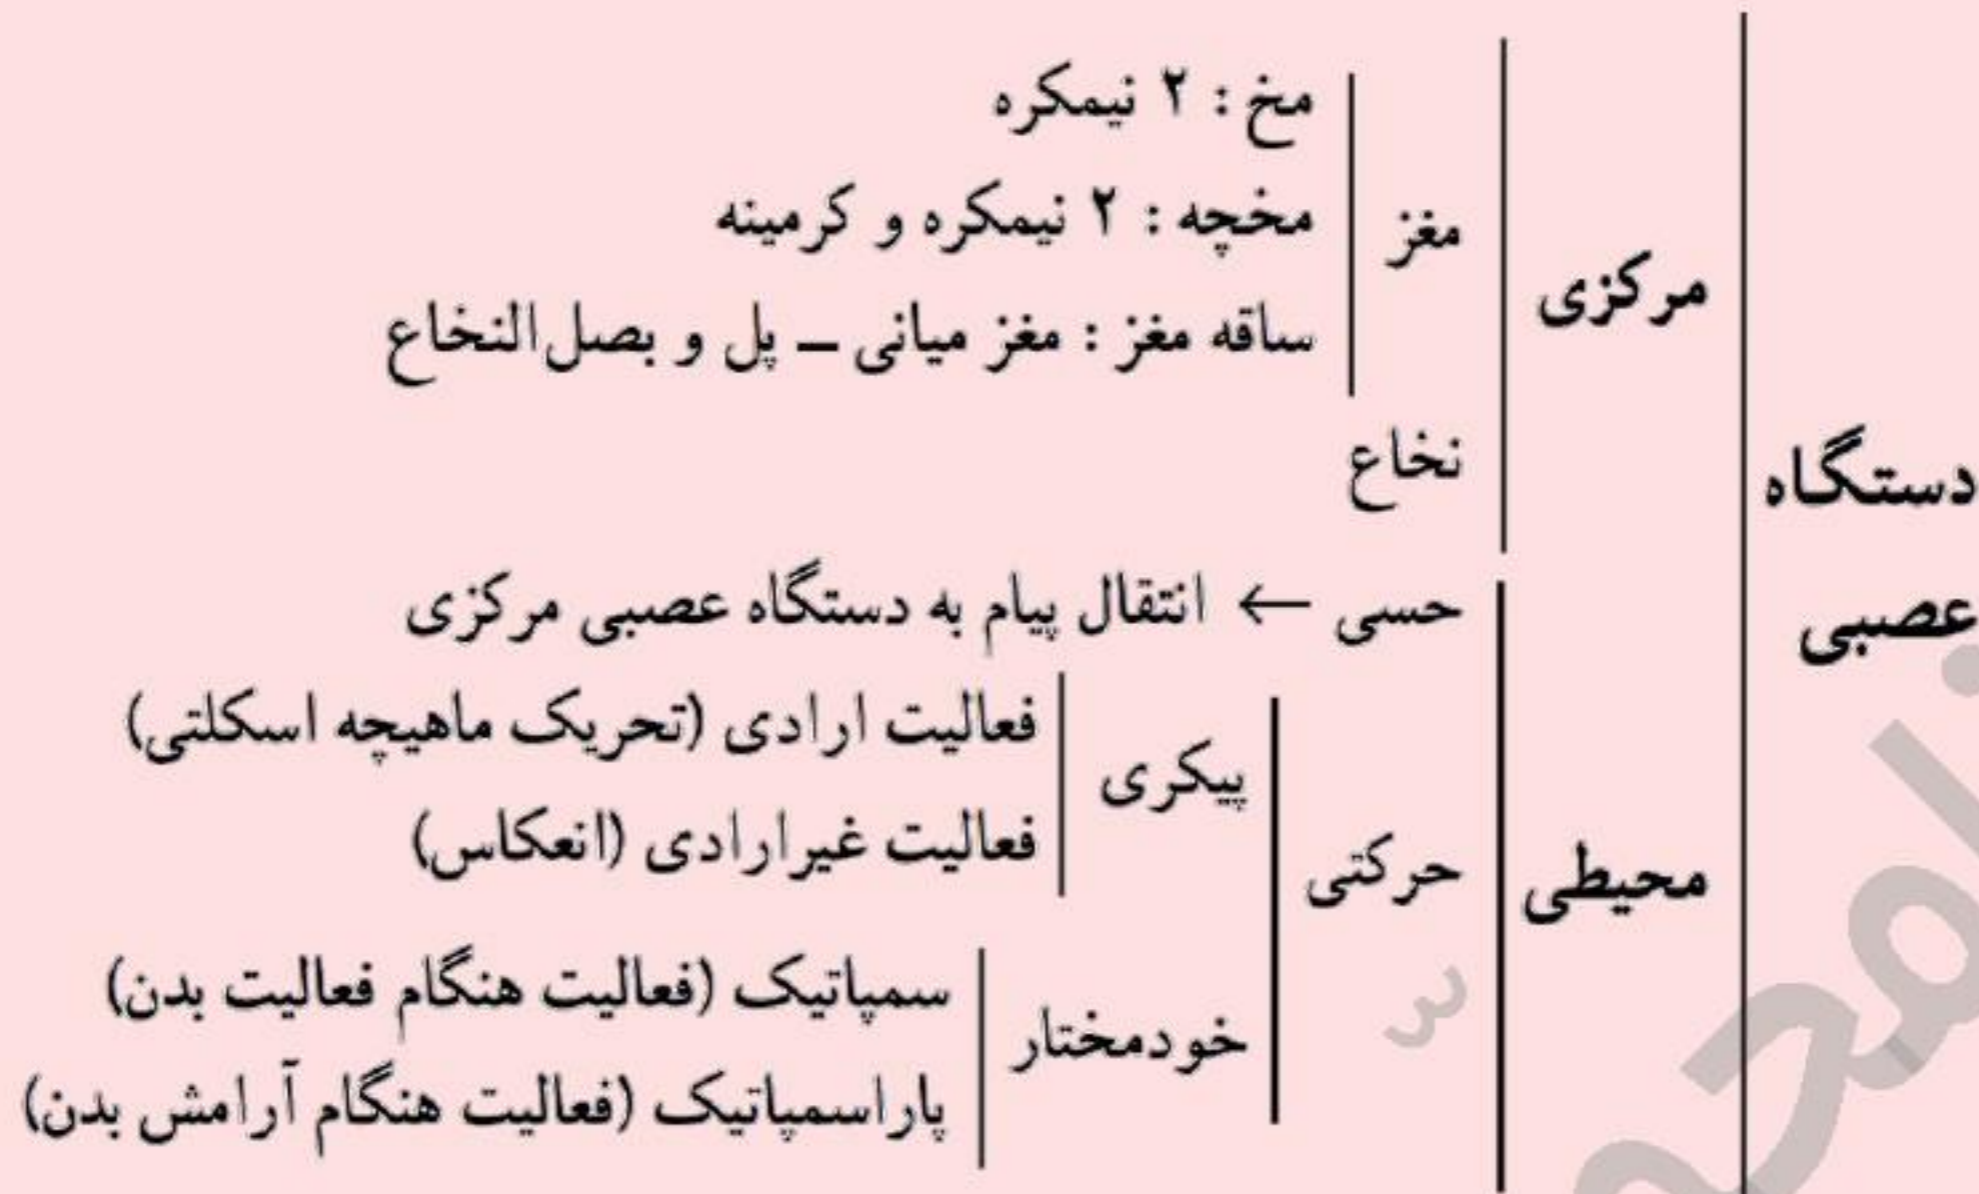 دستگاه
عصبی
مرکزی
مغز
مخ : ۲ نیمکره
مخچه : ۲ نیمکره و کرمینه
ساقه مغز : مغز میانی – پل و بصل‌النخاع
نخاع
محیطی
حسی ← انتقال پیام به دستگاه عصبی مرکزی
حرکتی
پیکری
فعالیت ارادی (تحریک ماهیچه اسکلتی)
فعالیت غیرارادی (انعکاس)
خودمختار
سمپاتیک (فعالیت هنگام فعالیت بدن)
پاراسمپاتیک (فعالیت هنگام آرامش بدن)